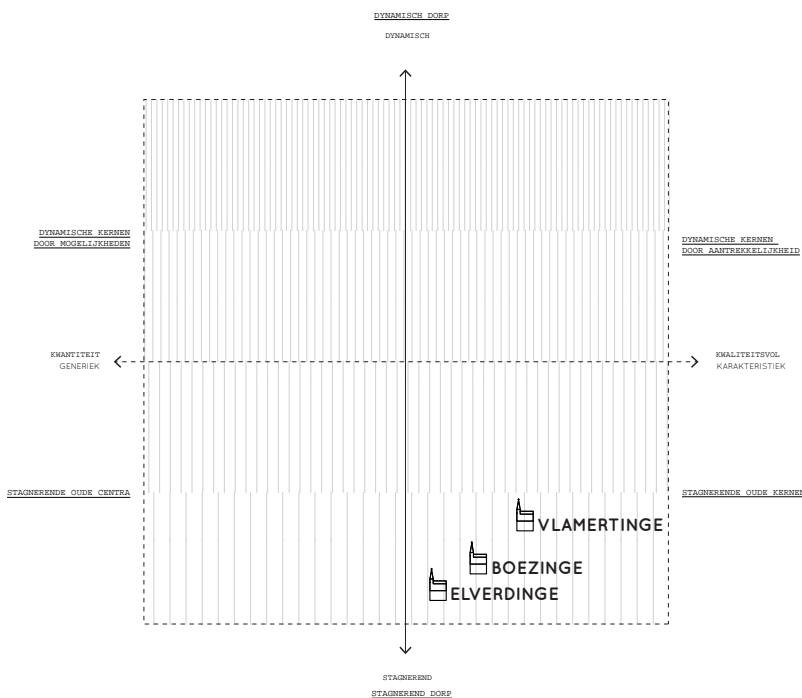 DYNAMISCH DORP
DYNAMISCH
DYNAMISCHE KERNEN
DOOR MOGELIJKHEDEN
DYNAMISCHE KERNEN
DOOR AANTREKKELIJKHEID
KWANTITEIT
GENERIEK
KWALITEITSVOL
KARAKTERISTIEK
STAGNERENDE OUDE CENTRA
STAGNERENDE OUDE KERNEN
VLAMERTINGE
BOEZINGE
ELVERDINGE
STAGNEREND
STAGNEREND DORP